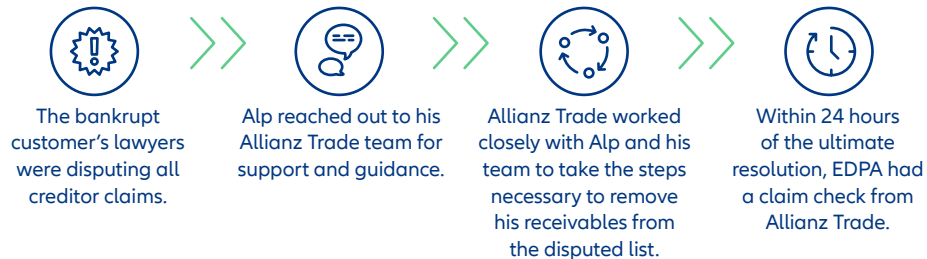 The bankrupt
customer’s lawyers
were disputing all
creditor claims.
Alp reached out to his
Allianz Trade team for
support and guidance.
Allianz Trade worked
closely with Alp and his
team to take the steps
necessary to remove
his receivables from
the disputed list.
Within 24 hours
of the ultimate
resolution, EDPA had
a claim check from
Allianz Trade.